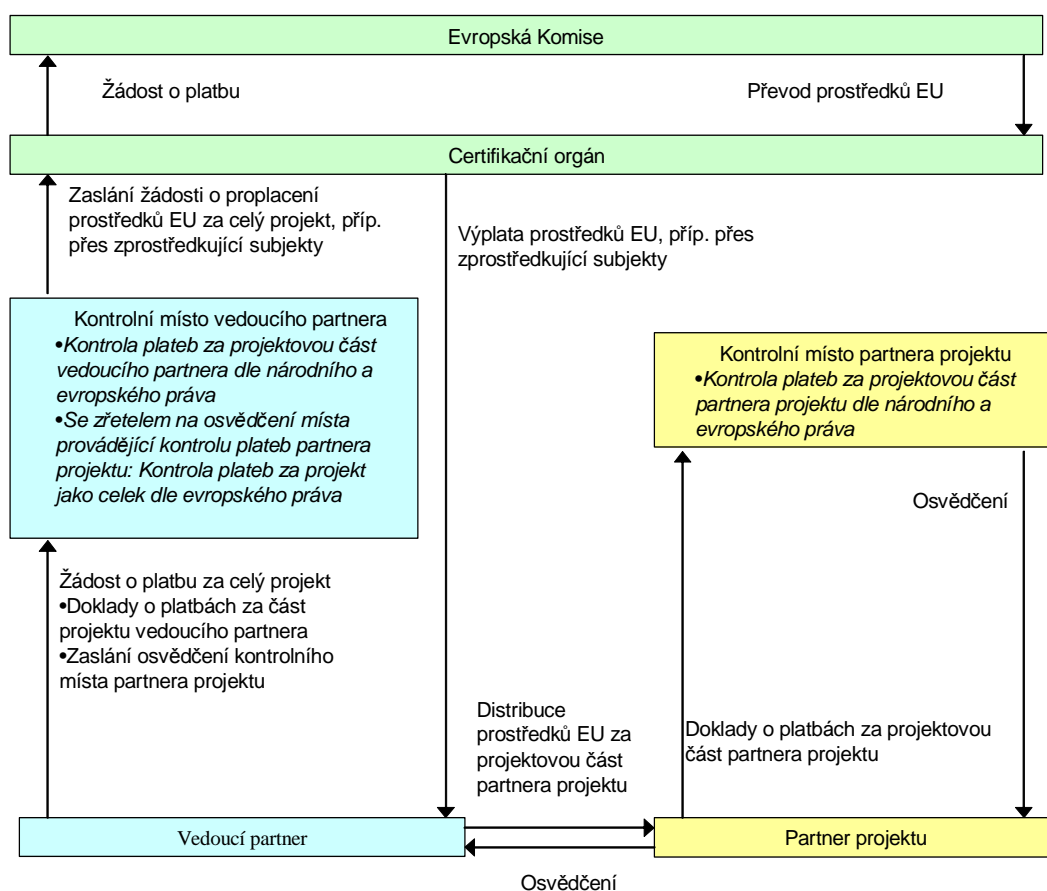 Evropská Komise
Žádost o platbu
Převod prostředků EU
Certifikační orgán
Zaslání žádosti o proplacení
prostředků EU za celý projekt, příp.
přes zprostředkující subjekty
Výplata prostředků EU, příp. přes
zprostředkující subjekty
Kontrolní místo vedoucího partnera
•Kontrola plateb za projektovou část
vedoucího partnera dle národního a
evropského práva
•Se zřetelem na osvědčení místa
provádějící kontrolu plateb partnera
projektu: Kontrola plateb za projekt
jako celek dle evropského práva
Kontrolní místo partnera projektu
•Kontrola plateb za projektovou část
partnera projektu dle národního a
evropského práva
Osvědčení
Žádost o platbu za celý projekt
•Doklady o platbách za část
projektu vedoucího partnera
•Zaslání osvědčení kontrolního
místa partnera projektu
Distribuce
prostředků EU za
projektovou část
partnera projektu
Doklady o platbách za projektovou
část partnera projektu
Vedoucí partner
Partner projektu
Osvědčení